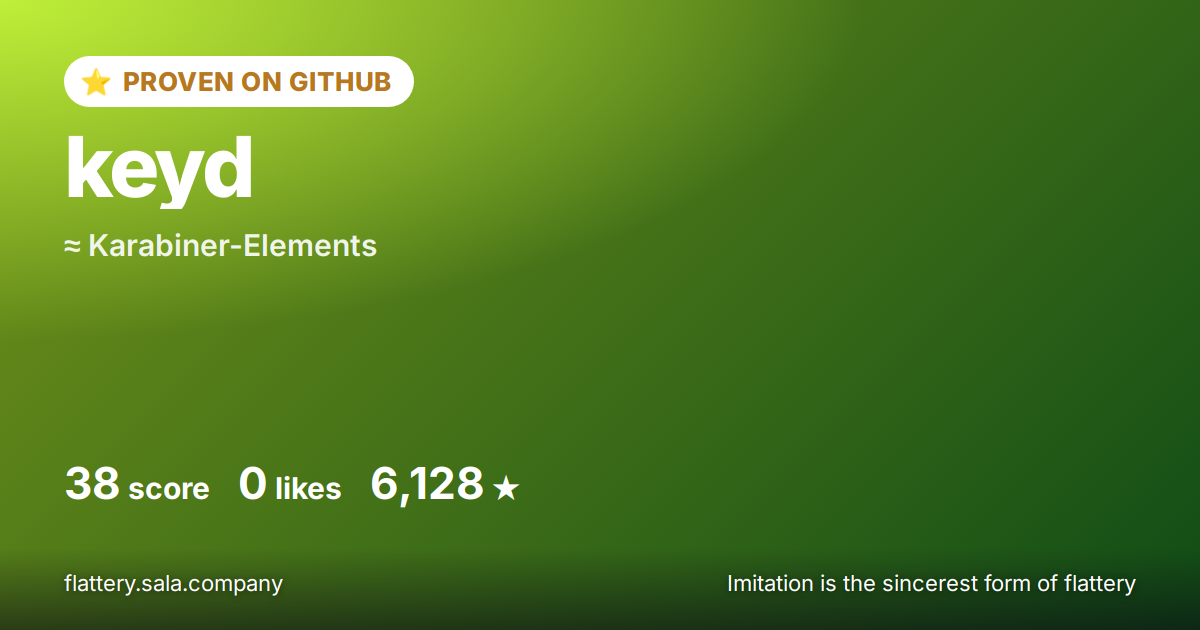 ⭐ PROVEN ON GITHUB
keyd
≈ Karabiner-Elements
38 score 0 likes 6,128 ★
flattery.sala.company
Imitation is the sincerest form of flattery